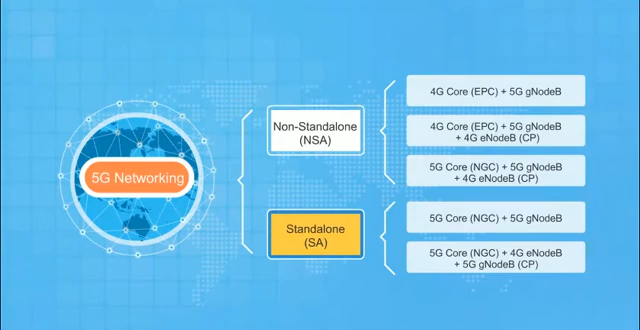 5G Networking
Non-Standalone
(NSA)
4G Core (EPC) + 5G gNodeB
4G Core (EPC) + 5G gNodeB
+ 4G eNodeB (CP)
5G Core (NGC) + 5G gNodeB
+ 4G eNodeB (CP)
Standalone
(SA)
5G Core (NGC) + 5G gNodeB
5G Core (NGC) + 4G eNodeB
+ 5G gNodeB (CP)